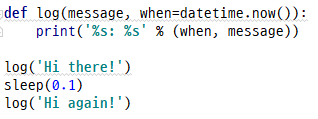 def log(message, when=datetime.now()):
    print('%s: %s' % (when, message))
log('Hi there!')
sleep(0.1)
log('Hi again!')